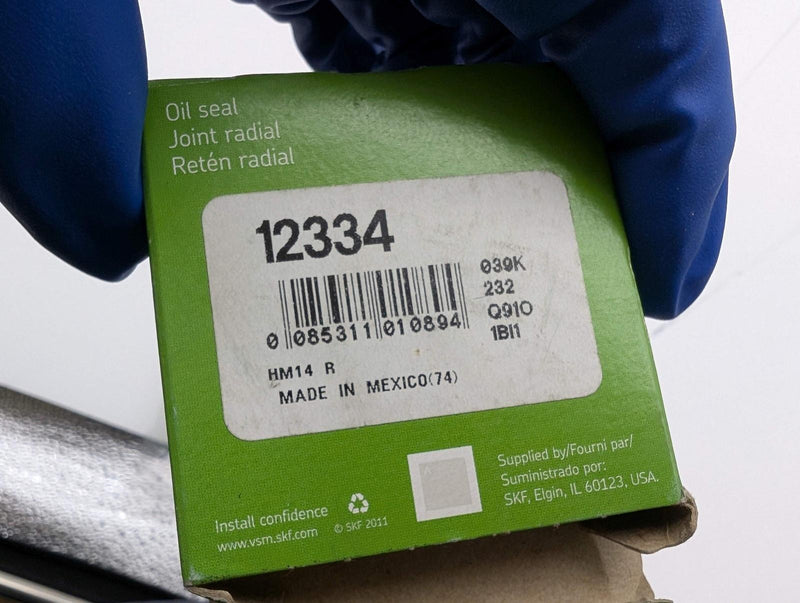 Oil seal
Joint radial
Retén radial
12334
0 085311 010894
039K
232
Q910
1BI1
HM14 R
MADE IN MEXICO(74)
Install confidence
www.vsm.skf.com
© SKF 2011
Supplied by/Fourni par/
Suministrado por:
SKF, Elgin, IL 60123, USA.